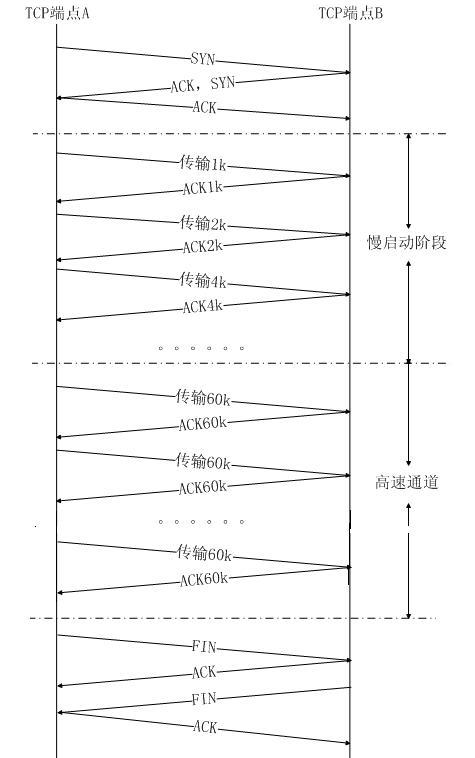 TCP端点A
TCP端点B
SYN
ACK，SYN
ACK
传输1k
ACK1k
传输2k
ACK2k
慢启动阶段
传输4k
ACK4k
。。。。。。
传输60k
ACK60k
传输60k
高速通道
ACK60k
。。。。。。
传输60k
ACK60k
FIN
ACK
FIN
ACK